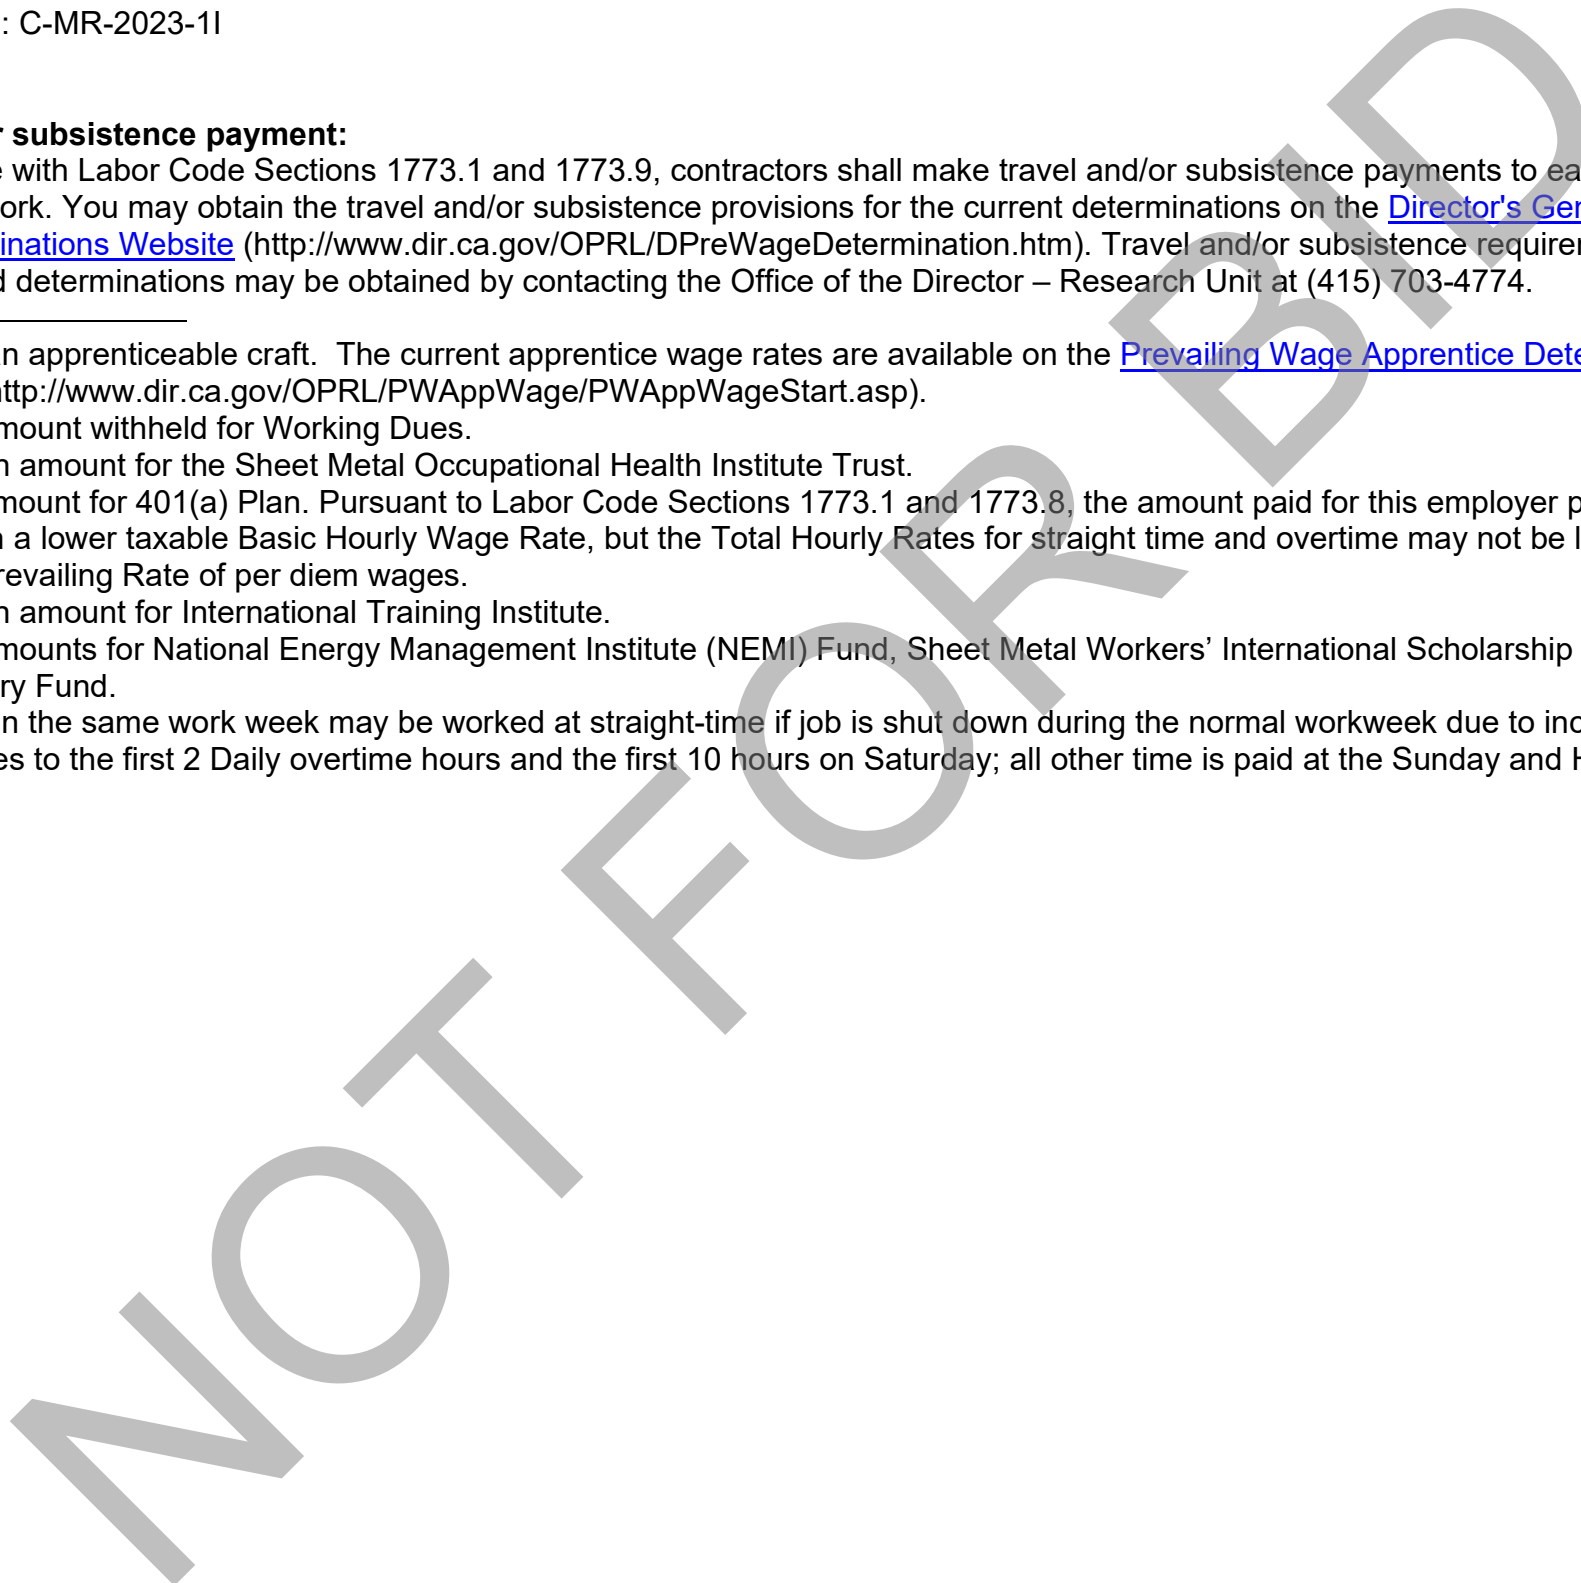 : C-MR-2023-1I
r subsistence payment:
e with Labor Code Sections 1773.1 and 1773.9, contractors shall make travel and/or subsistence payments to ea
ork. You may obtain the travel and/or subsistence provisions for the current determinations on the Director's Gen
inations Website (http://www.dir.ca.gov/OPRL/DPreWageDetermination.htm). Travel and/or subsistence requiren
d determinations may be obtained by contacting the Office of the Director – Research Unit at (415) 703-4774.
n apprenticeable craft.  The current apprentice wage rates are available on the Prevailing Wage Apprentice Dete
ttp://www.dir.ca.gov/OPRL/PWAppWage/PWAppWageStart.asp).
mount withheld for Working Dues.
n amount for the Sheet Metal Occupational Health Institute Trust.
mount for 401(a) Plan. Pursuant to Labor Code Sections 1773.1 and 1773.8, the amount paid for this employer p
n a lower taxable Basic Hourly Wage Rate, but the Total Hourly Rates for straight time and overtime may not be l
revailing Rate of per diem wages.
n amount for International Training Institute.
mounts for National Energy Management Institute (NEMI) Fund, Sheet Metal Workers’ International Scholarship
ry Fund.
n the same work week may be worked at straight-time if job is shut down during the normal workweek due to inc
es to the first 2 Daily overtime hours and the first 10 hours on Saturday; all other time is paid at the Sunday and H
NOT FOR BID